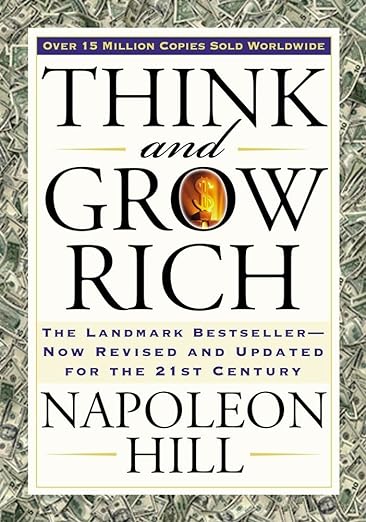 OVER 15 MILLION COPIES SOLD WORLDWIDE
THINK
and
GROW
RICH
THE LANDMARK BESTSELLER—
NOW REVISED AND UPDATED
FOR THE 21ST CENTURY
NAPOLEON
HILL